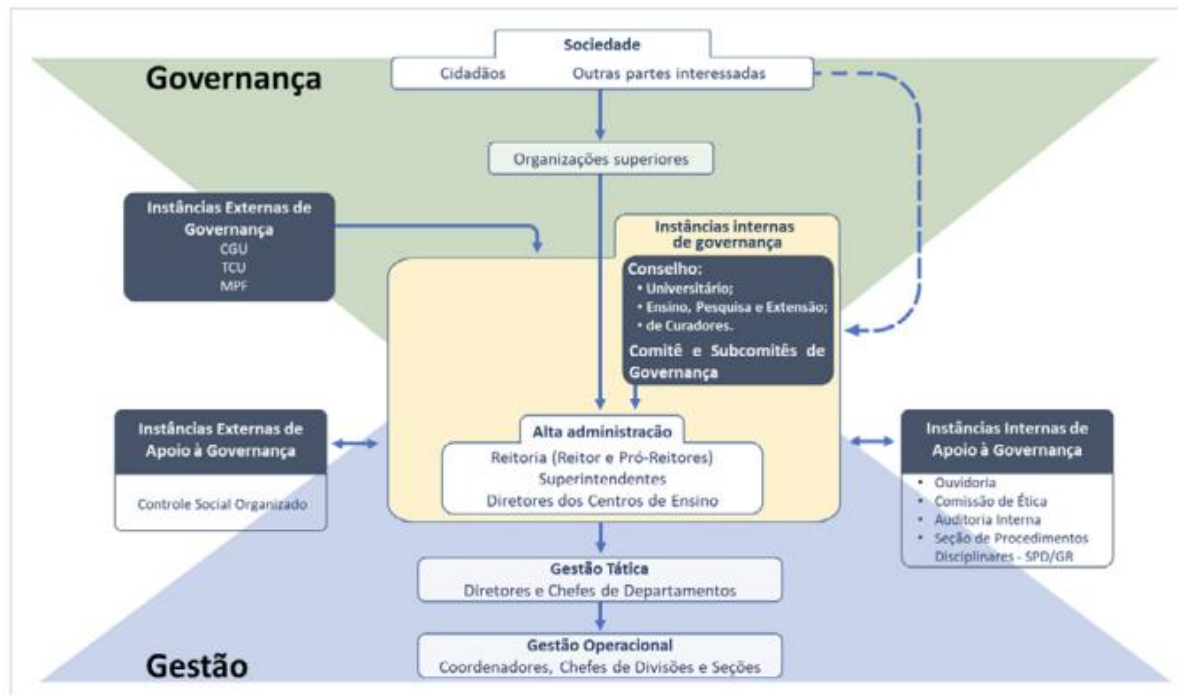 Governança
Sociedade
Cidadãos Outras partes interessadas
Organizações superiores
Instâncias Externas de
Governança
CGU
TCU
MPF
Instâncias internas
de governança
Conselho:
• Universitário;
• Ensino, Pesquisa e Extensão;
• de Curadores.
Comitê e Subcomitês de
Governança
Instâncias Externas de
Apoio à Governança
Controle Social Organizado
Alta administração
Reitoria (Reitor e Pró-Reitores)
Superintendentes
Diretores dos Centros de Ensino
Instâncias Internas de
Apoio à Governança
• Ouvidoria
• Comissão de Ética
• Auditoria Interna
• Seção de Procedimentos
Disciplinares - SPD/GR
Gestão Tática
Diretores e Chefes de Departamentos
Gestão Operacional
Coordenadores, Chefes de Divisões e Seções
Gestão